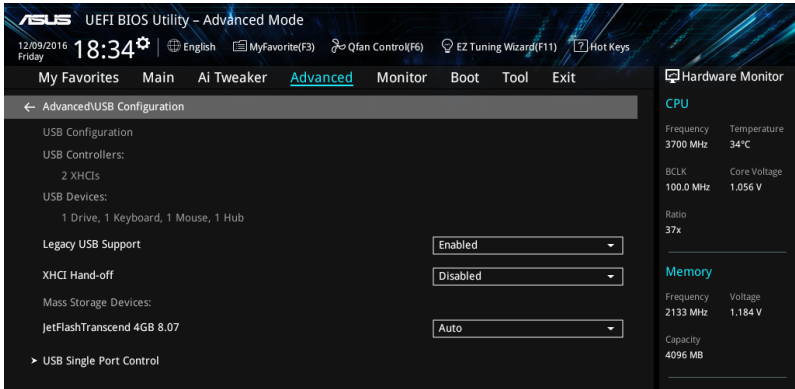 ASUS UEFI BIOS Utility – Advanced Mode
12/09/2016 Friday 18:34 English MyFavorite(F3) Qfan Control(F6) EZ Tuning Wizard(F11) ? Hot Keys
My Favorites Main Ai Tweaker Advanced Monitor Boot Tool Exit
← Advanced\USB Configuration
USB Configuration
USB Controllers:
2 XHCIs
USB Devices:
1 Drive, 1 Keyboard, 1 Mouse, 1 Hub
Legacy USB Support Enabled
XHCI Hand-off Disabled
Mass Storage Devices:
JetFlashTranscend 4GB 8.07 Auto
> USB Single Port Control
Hardware Monitor
CPU
Frequency Temperature
3700 MHz 34°C
BCLK Core Voltage
100.0 MHz 1.056 V
Ratio
37x
Memory
Frequency Voltage
2133 MHz 1.184 V
Capacity
4096 MB